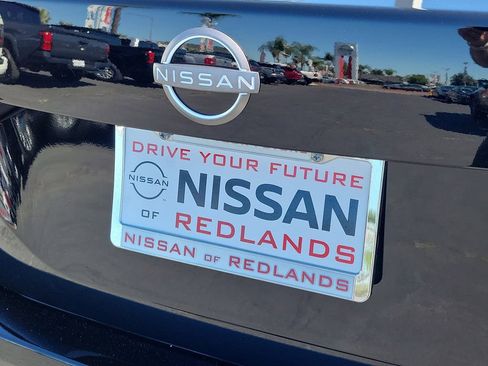 NISSAN
DRIVE YOUR FUTURE
NISSAN
NISSAN
OF REDLANDS
NISSAN OF REDLANDS